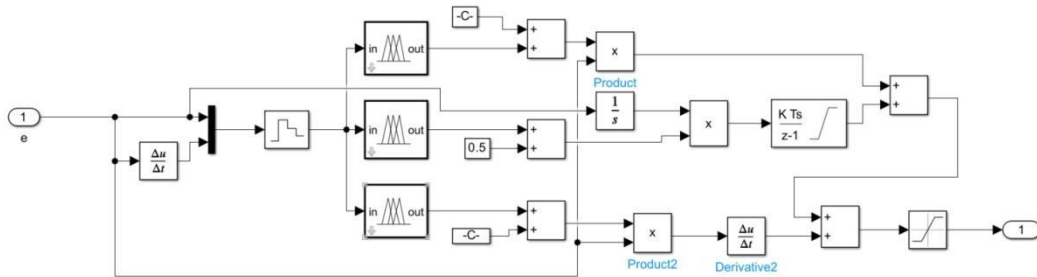 -C-
+
+
in out
x
Product
+
+
1
e
1
s
x
K Ts
z-1
in out
0.5
+
+
Δu
Δt
in out
+
+
-C-
x
Product2
Δu
Δt
Derivative2
+
+
1